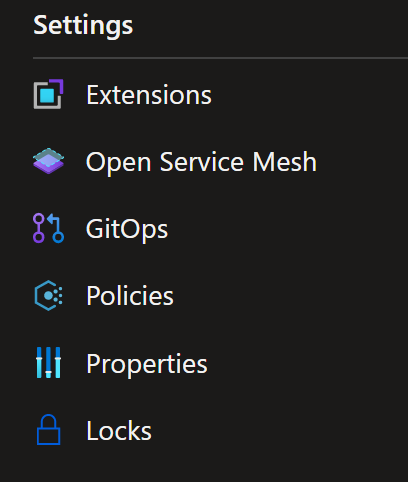 Settings
Extensions
Open Service Mesh
GitOps
Policies
Properties
Locks